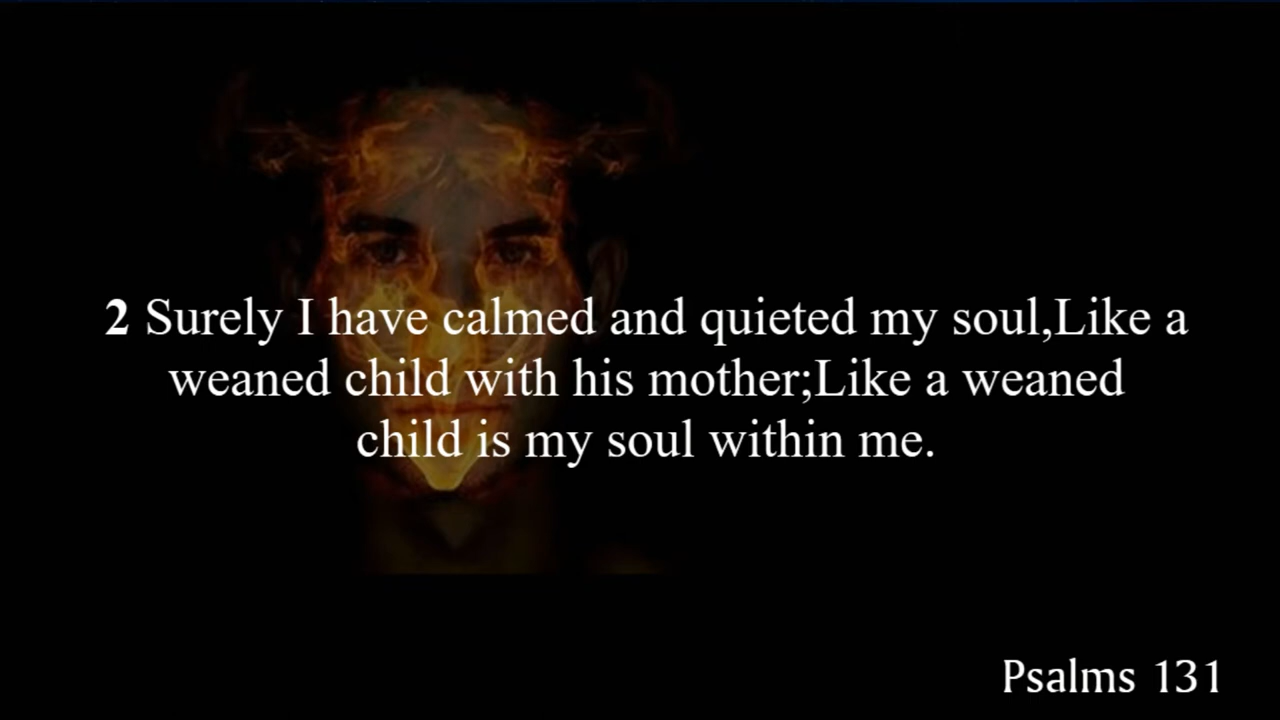 2 Surely I have calmed and quieted my soul,Like a
weaned child with his mother;Like a weaned
child is my soul within me.
Psalms 131